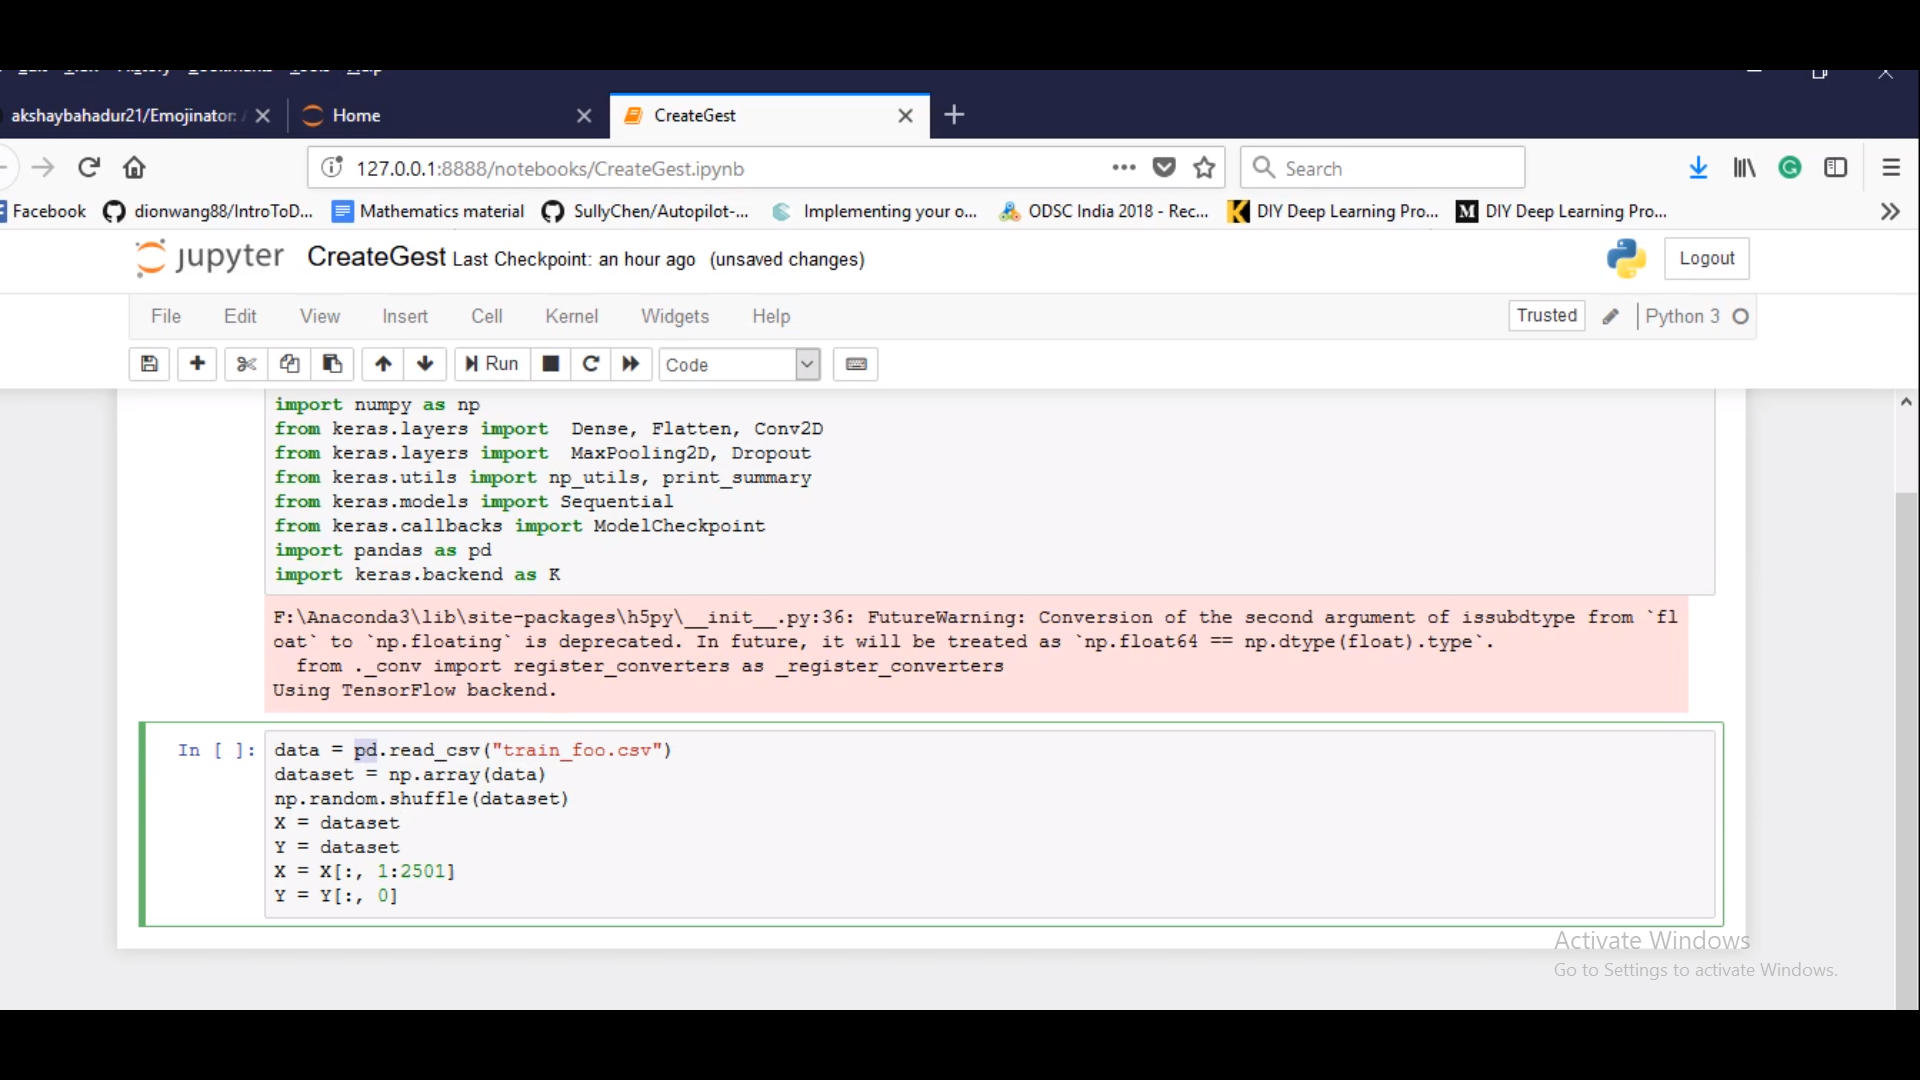 akshaybahadur21/Emojinator:
Home
CreateGest
127.0.0.1:8888/notebooks/CreateGest.ipynb
Search
Facebook
dionwang88/IntroToD...
Mathematics material
SullyChen/Autopilot-...
Implementing your o...
ODSC India 2018 - Rec...
DIY Deep Learning Pro...
M DIY Deep Learning Pro...
jupyter CreateGest Last Checkpoint: an hour ago (unsaved changes)
Logout
File Edit View Insert Cell Kernel Widgets Help
Trusted
Python 3
Run
Code
import numpy as np
from keras.layers import  Dense, Flatten, Conv2D
from keras.layers import  MaxPooling2D, Dropout
from keras.utils import np_utils, print_summary
from keras.models import Sequential
from keras.callbacks import ModelCheckpoint
import pandas as pd
import keras.backend as K
F:\Anaconda3\lib\site-packages\h5py\__init__.py:36: FutureWarning: Conversion of the second argument of issubdtype from `fl
oat` to `np.floating` is deprecated. In future, it will be treated as `np.float64 == np.dtype(float).type`.
  from ._conv import register_converters as _register_converters
Using TensorFlow backend.
In [ ]:
data = pd.read_csv("train_foo.csv")
dataset = np.array(data)
np.random.shuffle(dataset)
X = dataset
Y = dataset
X = X[:, 1:2501]
Y = Y[:, 0]
Activate Windows
Go to Settings to activate Windows.